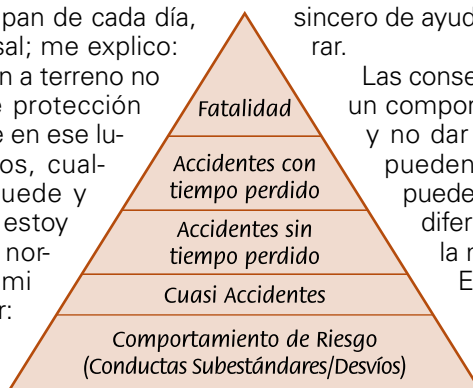 pan de cada día,
sal; me explico:
n a terreno no
protección
e en ese lu-
os, cual-
uede y
estoy
nor-
mi
r:
Fatalidad
Accidentes con
tiempo perdido
Accidentes sin
tiempo perdido
Cuasi Accidentes
Comportamiento de Riesgo
(Conductas Subestándares/Desvíos)
sincero de ayud
rar.
Las conse
un compor
y no dar
pueden
puede
difer
la
E